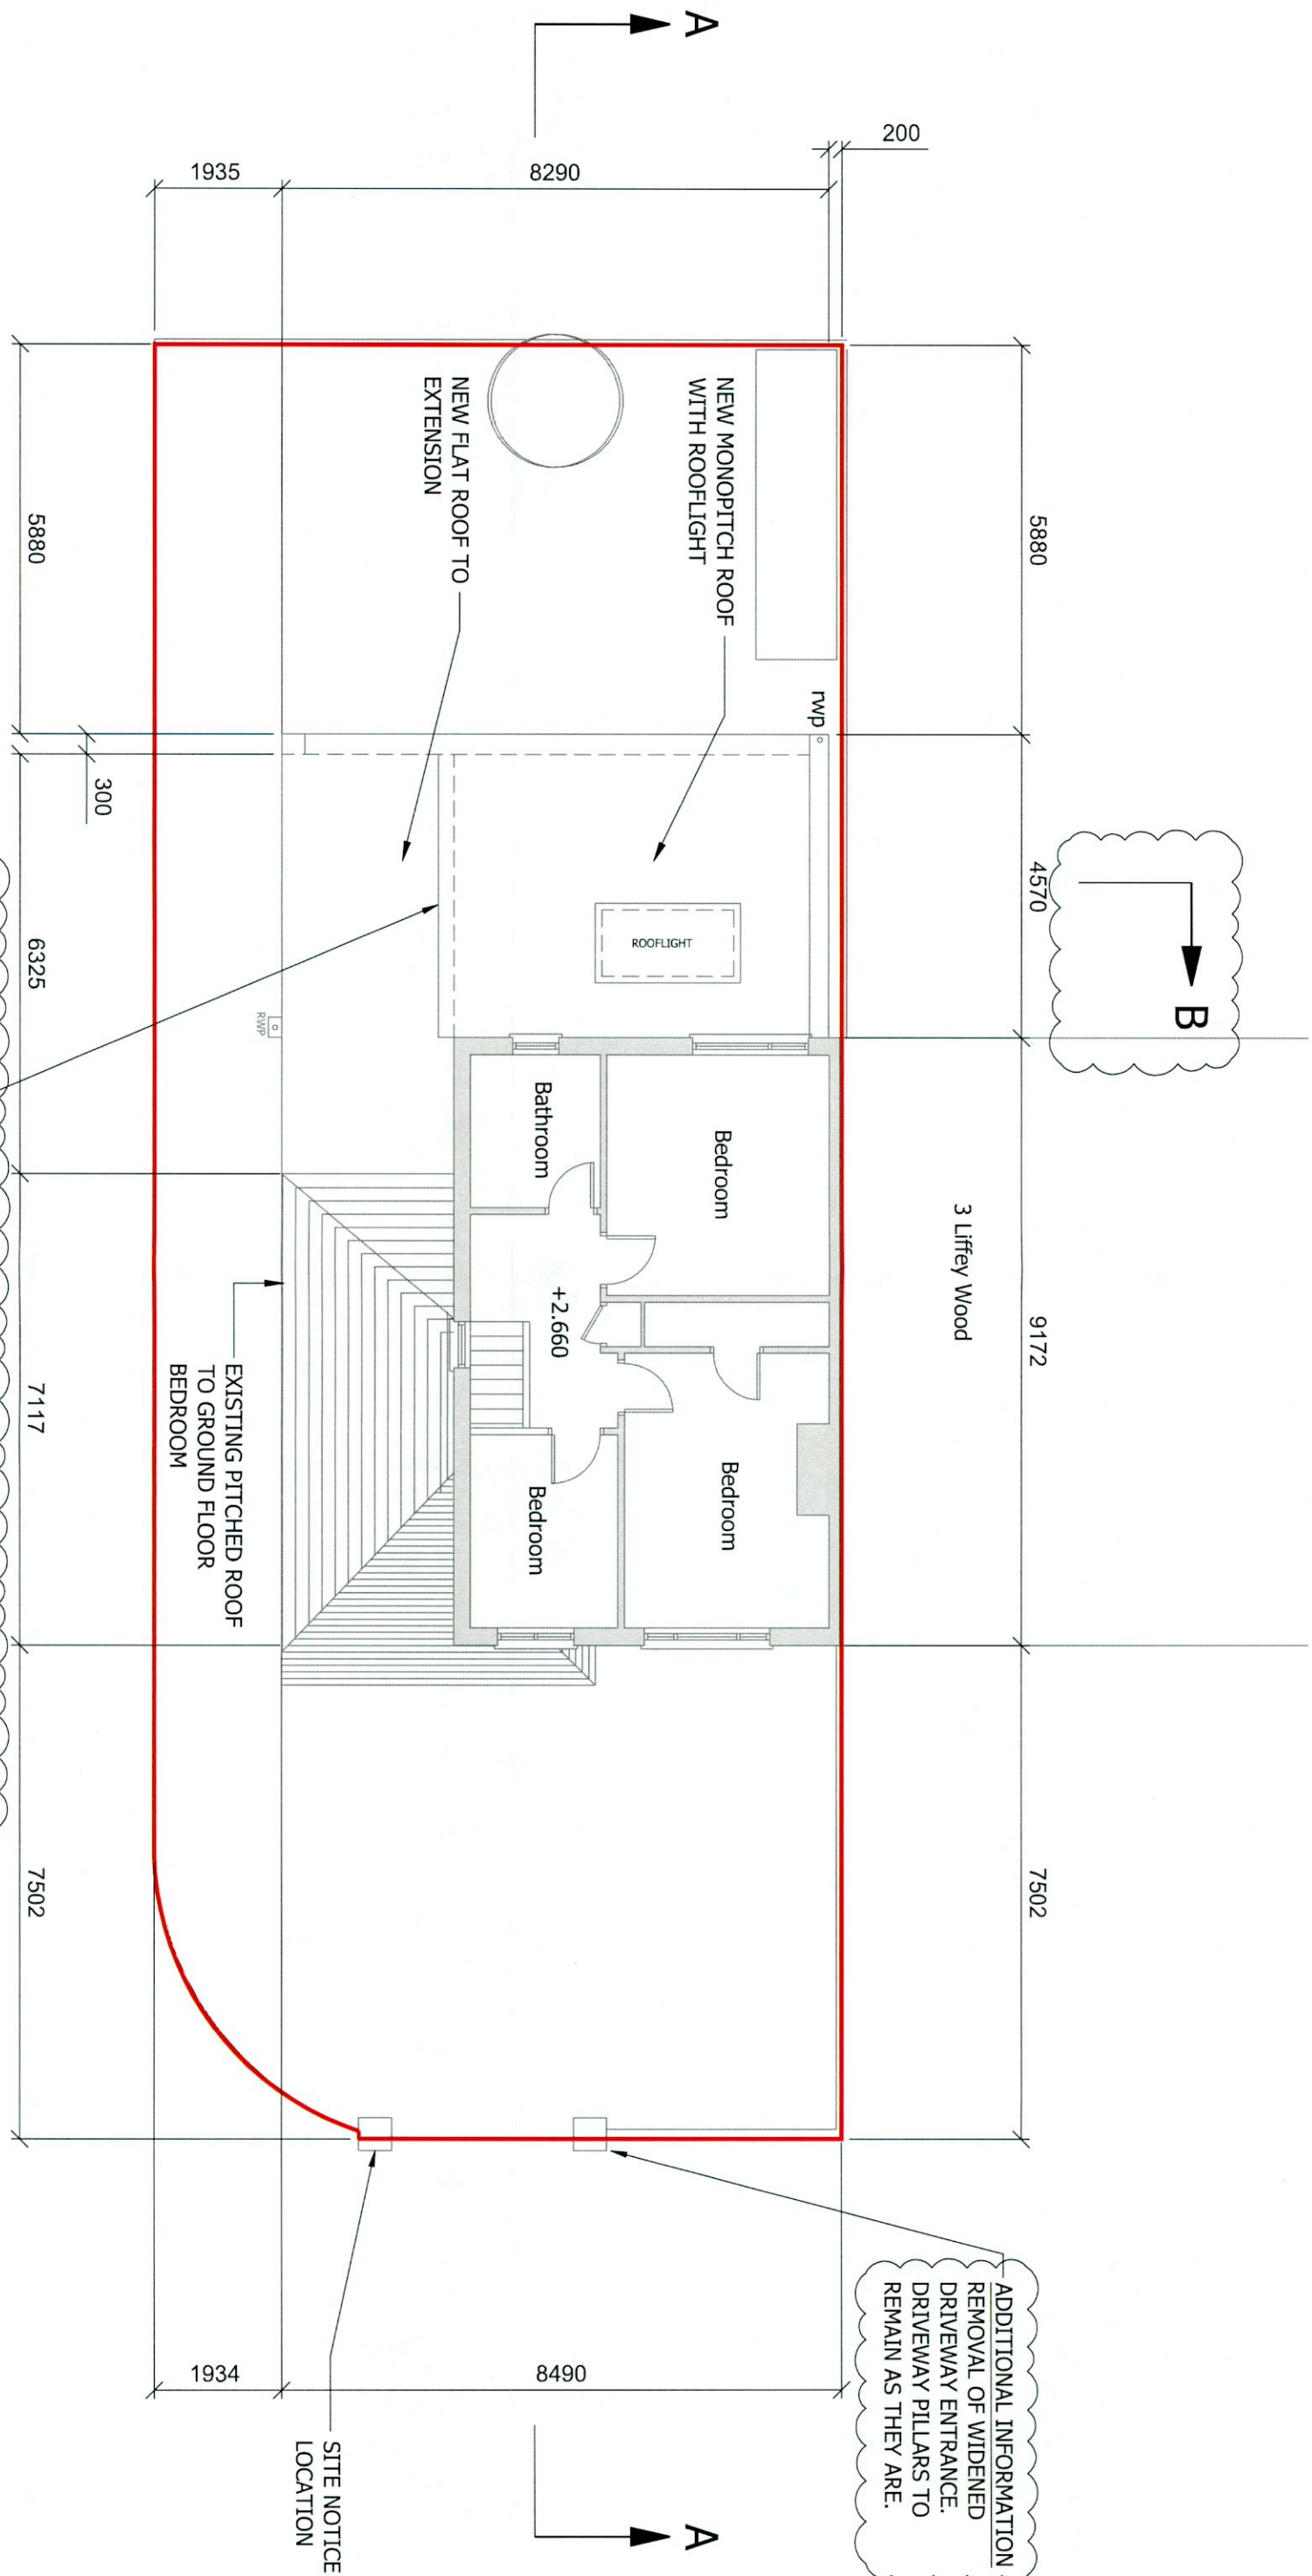 A
200
1935
8290
5880
4570
9172
7502
B
3 Liffey Wood
NEW MONOPITCH ROOF
WITH ROOFLIGHT
NEW FLAT ROOF TO
EXTENSION
rwp
ROOFLIGHT
RWP
Bathroom
Bedroom
+2.660
Bedroom
Bedroom
EXISTING PITCHED ROOF
TO GROUND FLOOR
BEDROOM
5880
300
6325
7117
7502
ADDITIONAL INFORMATION
REMOVAL OF WIDENED
DRIVEWAY ENTRANCE.
DRIVEWAY PILLARS TO
REMAIN AS THEY ARE.
1934
8490
SITE NOTICE
LOCATION
A